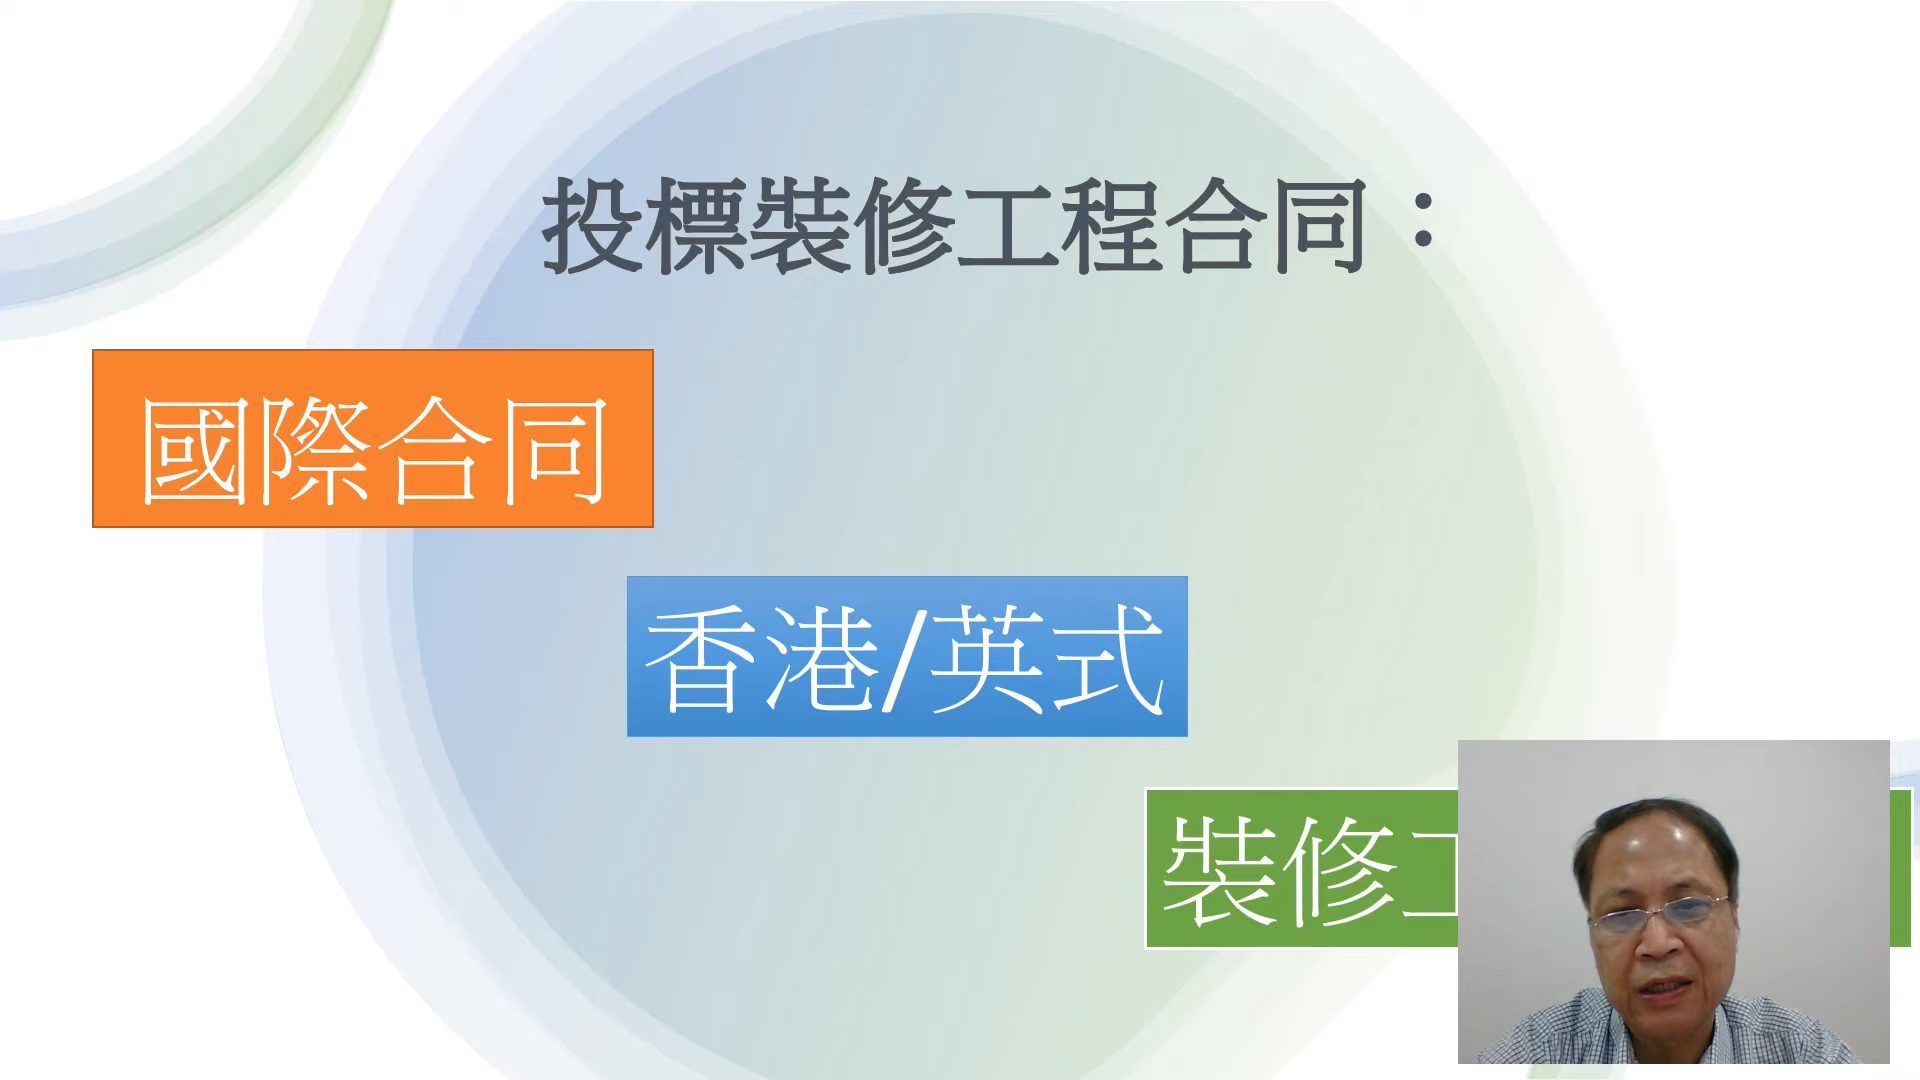 投標裝修工程合同：
國際合同
香港/英式
裝修